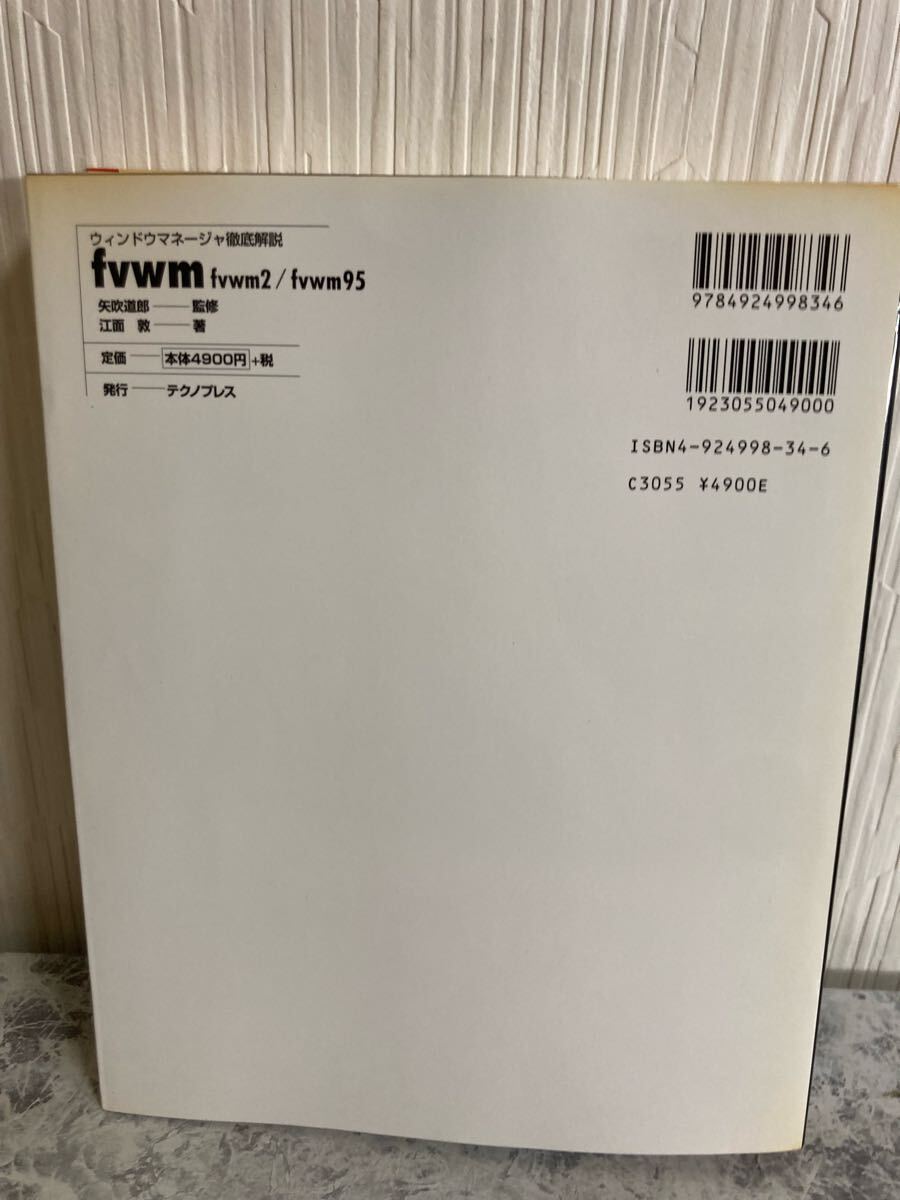 ウィンドウマネージャ徹底解説
fvwm fvwm2/fvwm95
矢吹道郎――監修
江面 敦――著
定価――本体4900円+税
発行――テクノプレス
9784924998346
1923055049000
ISBN4-924998-34-6
C3055 ¥4900E